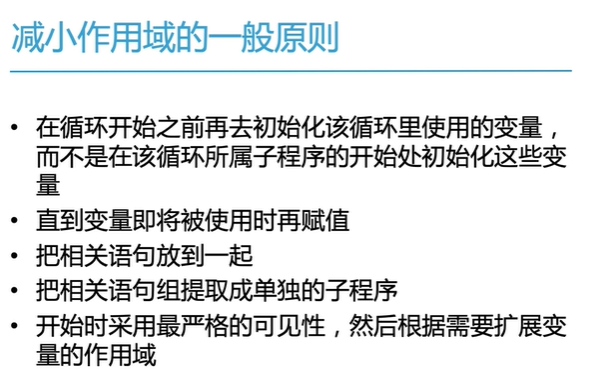 减小作用域的一般原则
• 在循环开始之前再去初始化该循环里使用的变量，
而不是在该循环所属子程序的开始处初始化这些变
量
• 直到变量即将被使用时再赋值
• 把相关语句放到一起
• 把相关语句组提取成单独的子程序
• 开始时采用最严格的可见性，然后根据需要扩展变
量的作用域